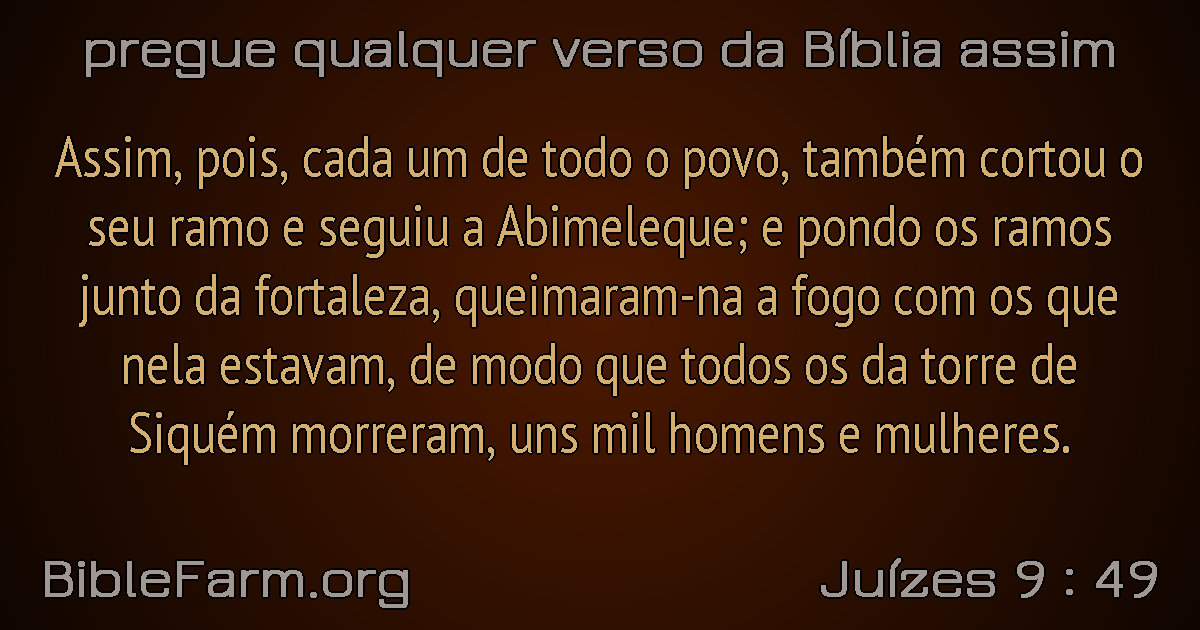 pregue qualquer verso da Bíblia assim
Assim, pois, cada um de todo o povo, também cortou o
seu ramo e seguiu a Abimeleque; e pondo os ramos
junto da fortaleza, queimaram-na a fogo com os que
nela estavam, de modo que todos os da torre de
Siquém morreram, uns mil homens e mulheres.
BibleFarm.org
Juízes 9 : 49